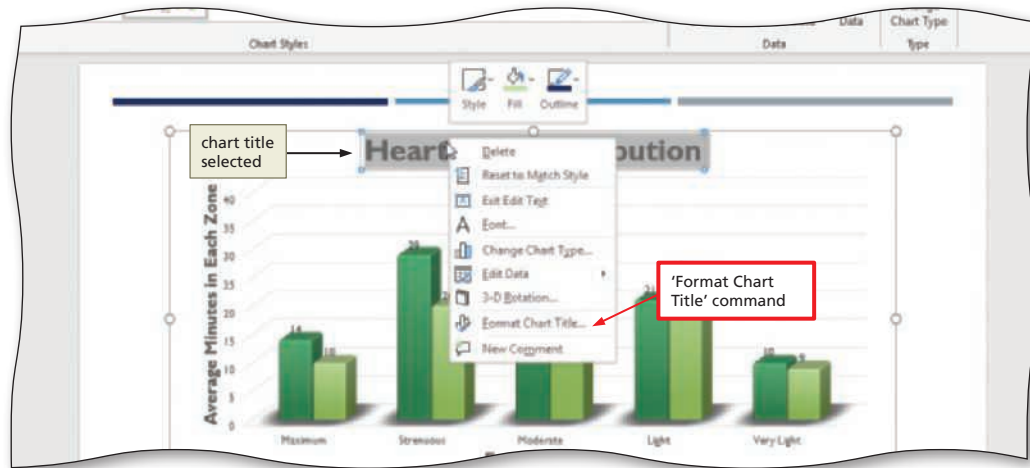 Data
Chart Type
Chart Styles
Data
Type
Style Fill Outline
chart title
selected
Heart
bution
Delete
Reset to Match Style
Exit Edit Text
Font...
Change Chart Type...
Edit Data
3-D Rotation...
Format Chart Title...
New Comment
'Format Chart
Title' command
Average Minutes in Each Zone
40
35
30
25
20
15
10
5
0
14
10
21
10
9
Maximum
Strenuous
Moderate
Light
Very Light